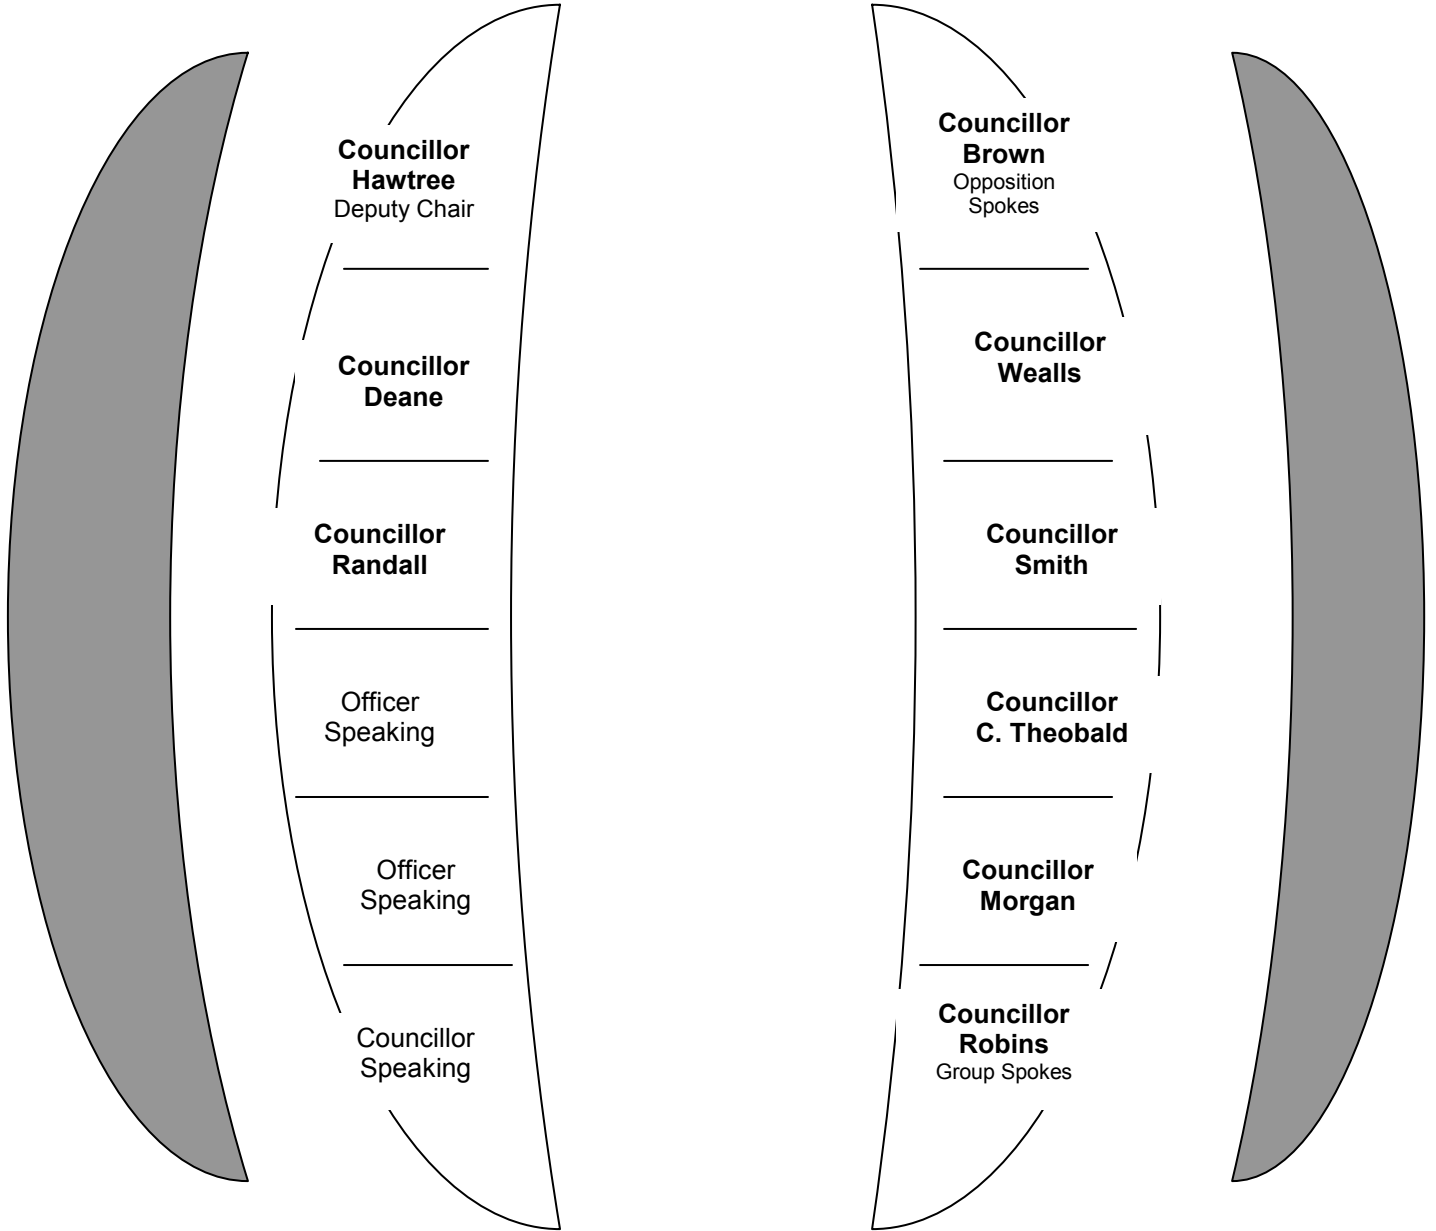 Councillor
Hawtree
Deputy Chair
Councillor
Deane
Councillor
Randall
Officer
Speaking
Officer
Speaking
Councillor
Speaking
Councillor
Brown
Opposition
Spokes
Councillor
Wealls
Councillor
Smith
Councillor
C. Theobald
Councillor
Morgan
Councillor
Robins
Group Spokes